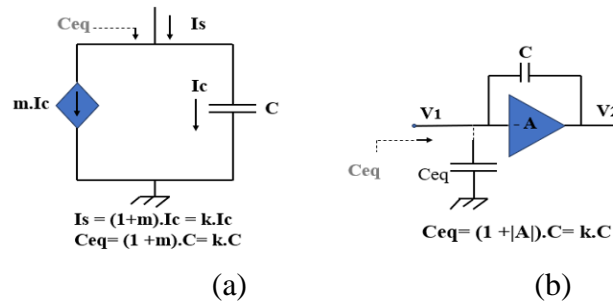 Ceq Is
Ic
m.Ic C
Is = (1+m).Ic = k.Ic
Ceq= (1 +m).C= k.C
(a)
C
V1 - A V2
Ceq Ceq
Ceq= (1 +|A|).C= k.C
(b)